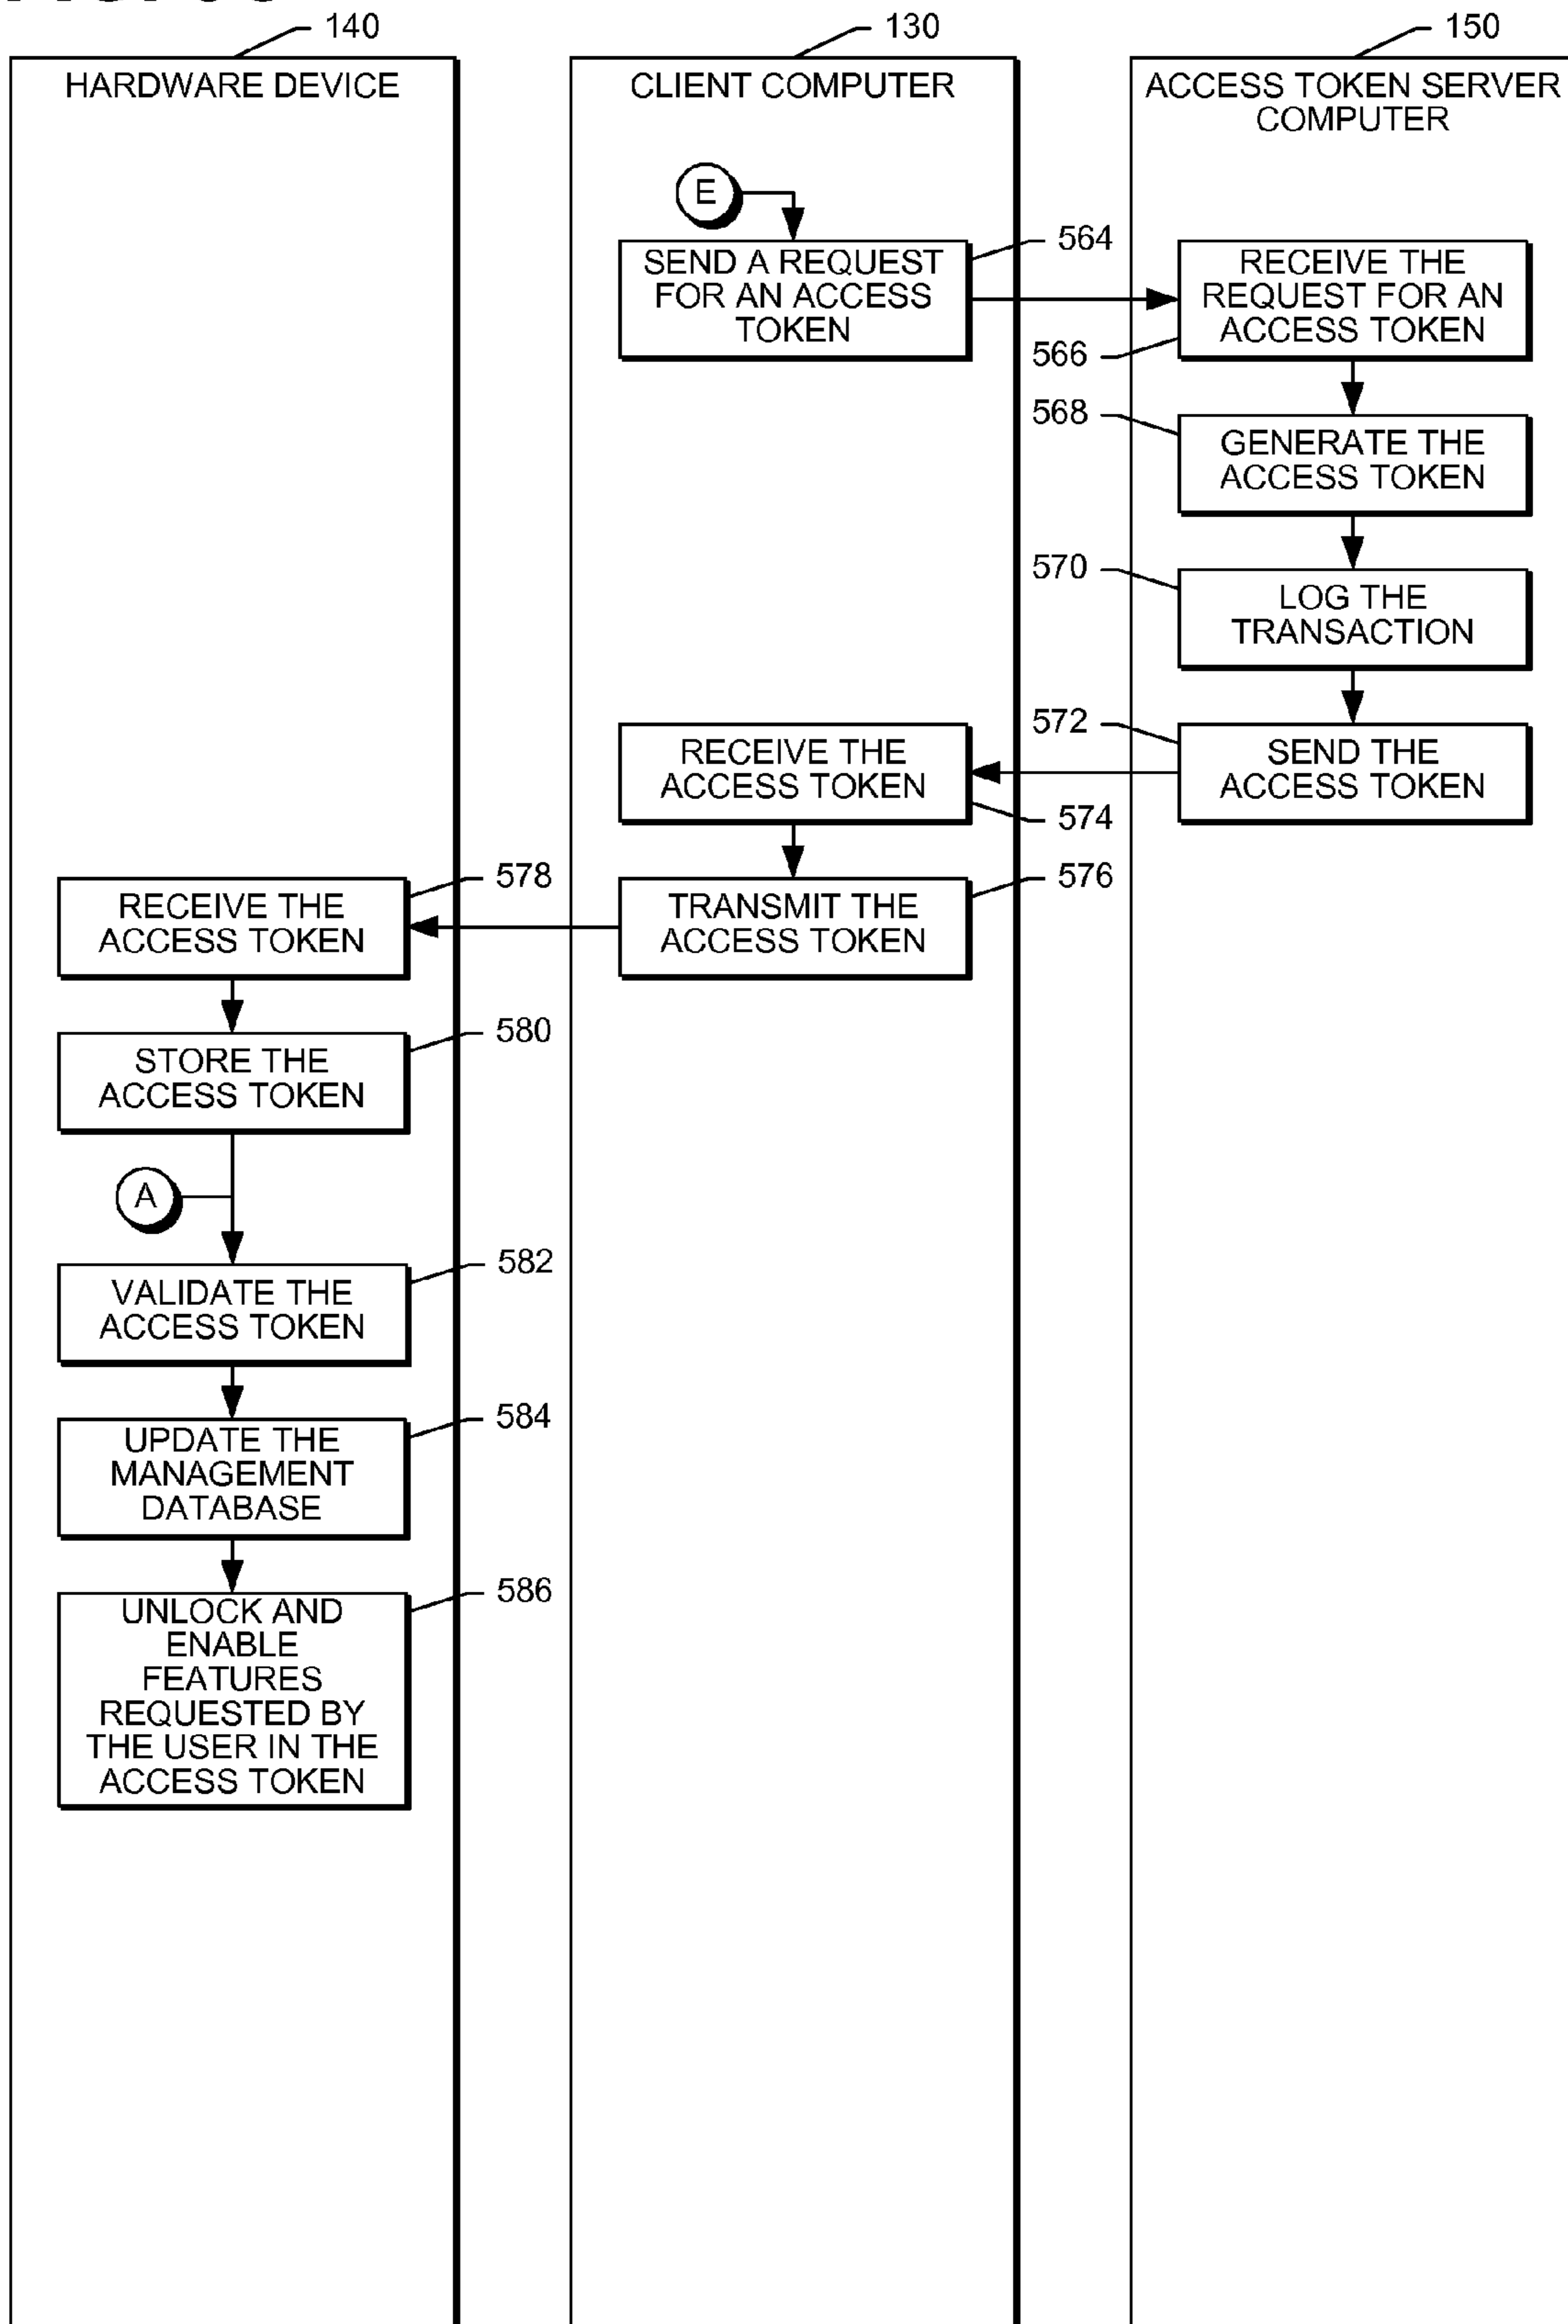 140
130
150
HARDWARE DEVICE
CLIENT COMPUTER
ACCESS TOKEN SERVER
COMPUTER
E
SEND A REQUEST
FOR AN ACCESS
TOKEN
564
RECEIVE THE
REQUEST FOR AN
ACCESS TOKEN
566
568
GENERATE THE
ACCESS TOKEN
570
LOG THE
TRANSACTION
572
SEND THE
ACCESS TOKEN
RECEIVE THE
ACCESS TOKEN
574
TRANSMIT THE
ACCESS TOKEN
576
RECEIVE THE
ACCESS TOKEN
578
STORE THE
ACCESS TOKEN
580
A
VALIDATE THE
ACCESS TOKEN
582
UPDATE THE
MANAGEMENT
DATABASE
584
UNLOCK AND
ENABLE
FEATURES
REQUESTED BY
THE USER IN THE
ACCESS TOKEN
586